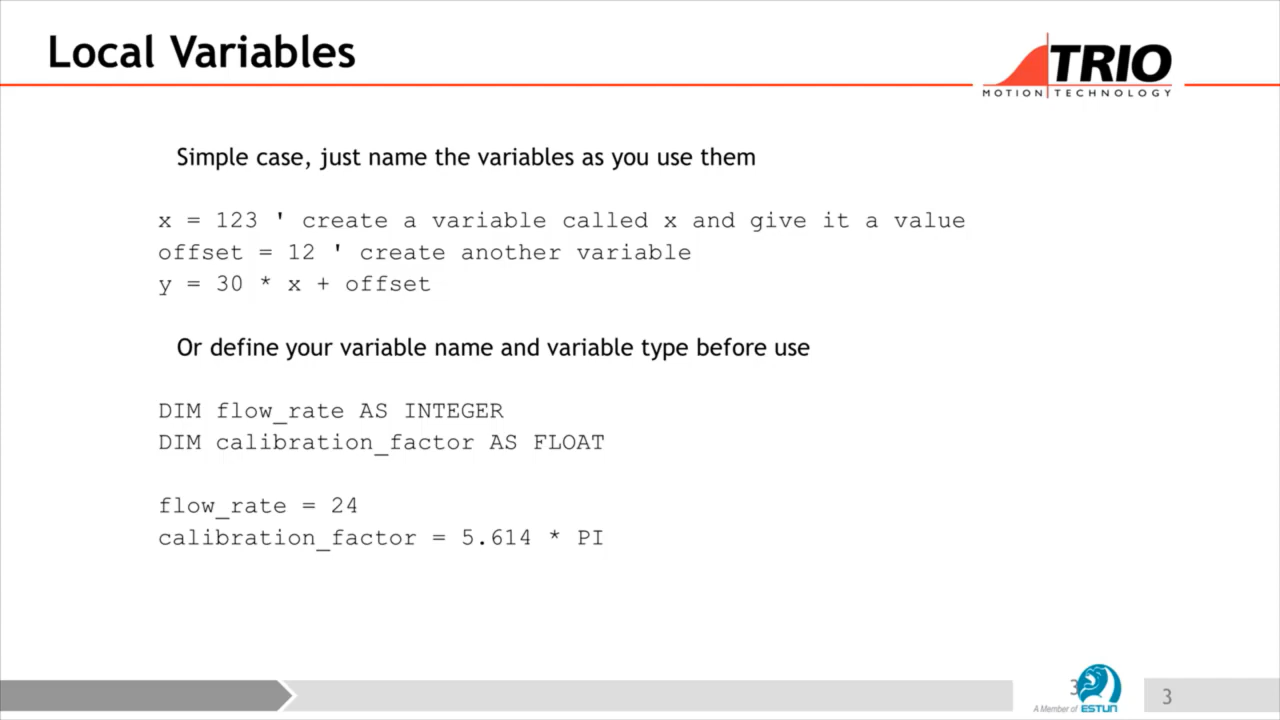 Local Variables
TRIO
MOTION TECHNOLOGY
Simple case, just name the variables as you use them
x = 123 ' create a variable called x and give it a value
offset = 12 ' create another variable
y = 30 * x + offset
Or define your variable name and variable type before use
DIM flow_rate AS INTEGER
DIM calibration_factor AS FLOAT
flow_rate = 24
calibration_factor = 5.614 * PI
3
A Member of ESTUN
3